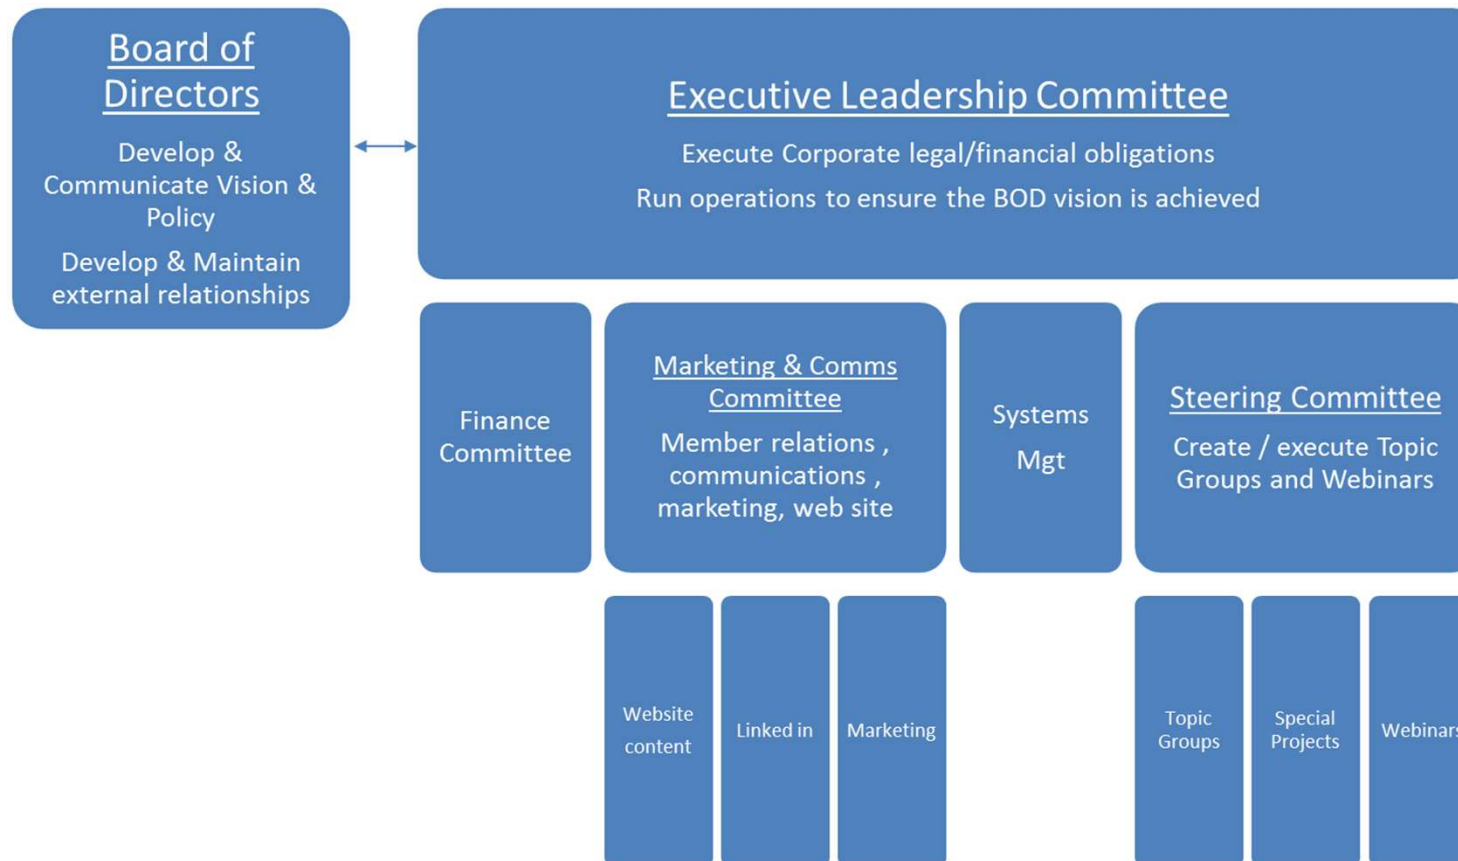 Board of
Directors
Develop &
Communicate Vision &
Policy
Develop & Maintain
external relationships
Executive Leadership Committee
Execute Corporate legal/financial obligations
Run operations to ensure the BOD vision is achieved
Finance
Committee
Marketing & Comms
Committee
Member relations ,
communications ,
marketing, web site
Systems
Mgt
Steering Committee
Create / execute Topic
Groups and Webinars
Website
content
Linked in
Marketing
Topic
Groups
Special
Projects
Webinars